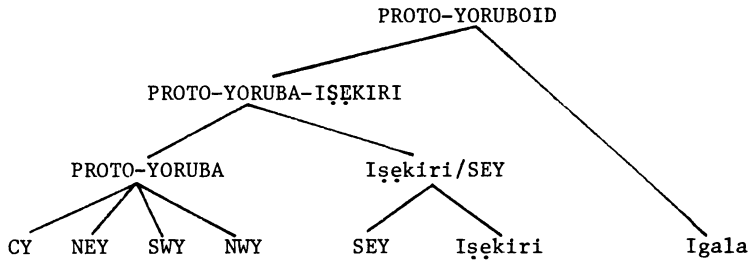 PROTO-YORUBOID
PROTO-YORUBA-IṢẸKIRI
PROTO-YORUBA Iṣẹkiri/SEY
CY NEY SWY NWY SEY Iṣẹkiri Igala